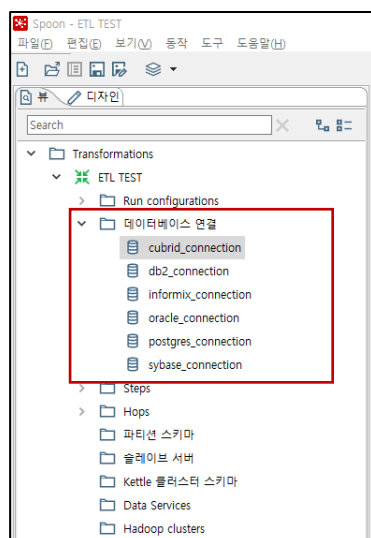 Spoon - ETL TEST
파일(F) 편집(E) 보기(V) 동작 도구 도움말(H)
뷰 디자인
Search
Transformations
ETL TEST
Run configurations
데이터베이스 연결
cubrid_connection
db2_connection
informix_connection
oracle_connection
postgres_connection
sybase_connection
Steps
Hops
파티션 스키마
슬레이브 서버
Kettle 클러스터 스키마
Data Services
Hadoop clusters